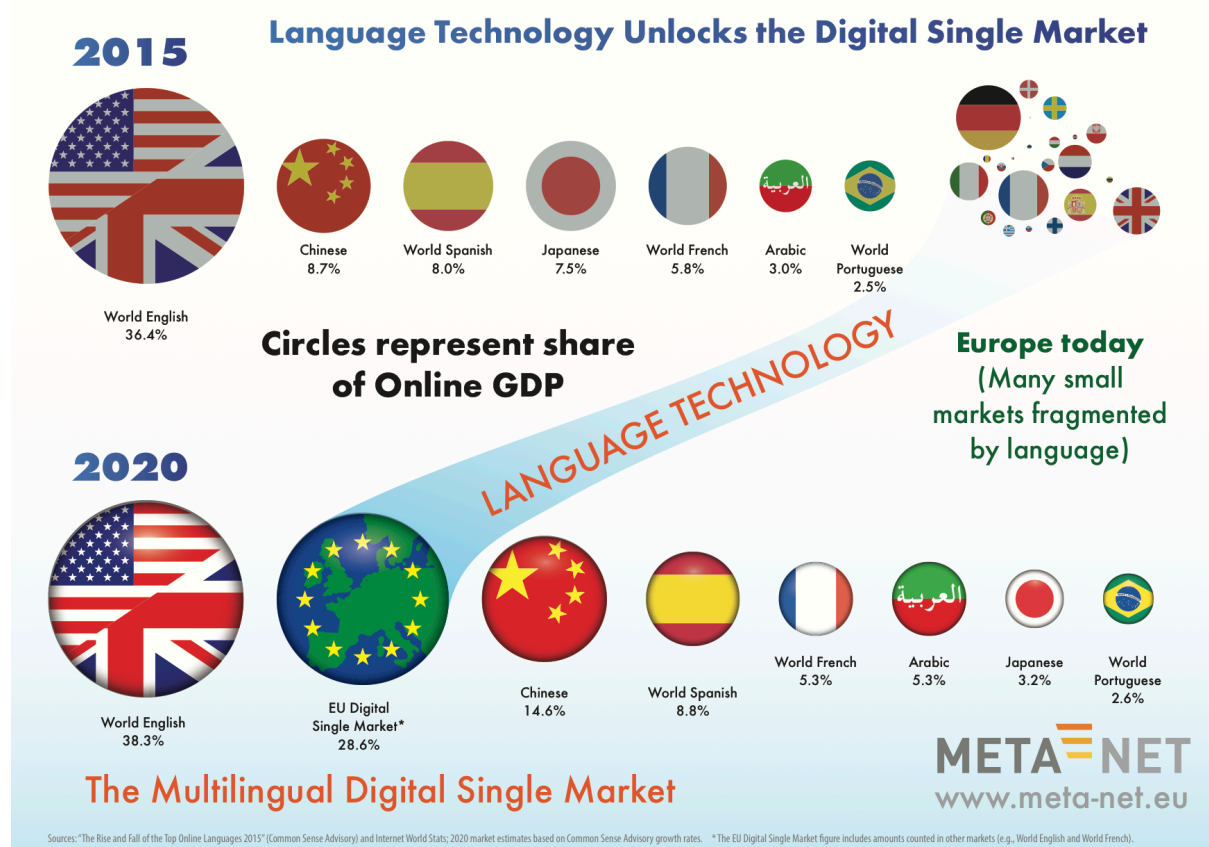 Language Technology Unlocks the Digital Single Market
2015
العربية
World English
36.4%
Chinese
8.7%
World Spanish
8.0%
Japanese
7.5%
World French
5.8%
Arabic
3.0%
World
Portuguese
2.5%
Circles represent share
of Online GDP
LANGUAGE TECHNOLOGY
Europe today
(Many small
markets fragmented
by language)
2020
العربية
World English
38.3%
EU Digital
Single Market*
28.6%
Chinese
14.6%
World Spanish
8.8%
World French
5.3%
Arabic
5.3%
Japanese
3.2%
World
Portuguese
2.6%
The Multilingual Digital Single Market
META NET
www.meta-net.eu
Sources: "The Rise and Fall of the Top Online Languages 2015" (Common Sense Advisory) and Internet World Stats; 2020 market estimates based on Common Sense Advisory growth rates. * The EU Digital Single Market figure includes amounts counted in other markets (e.g., World English and World French).